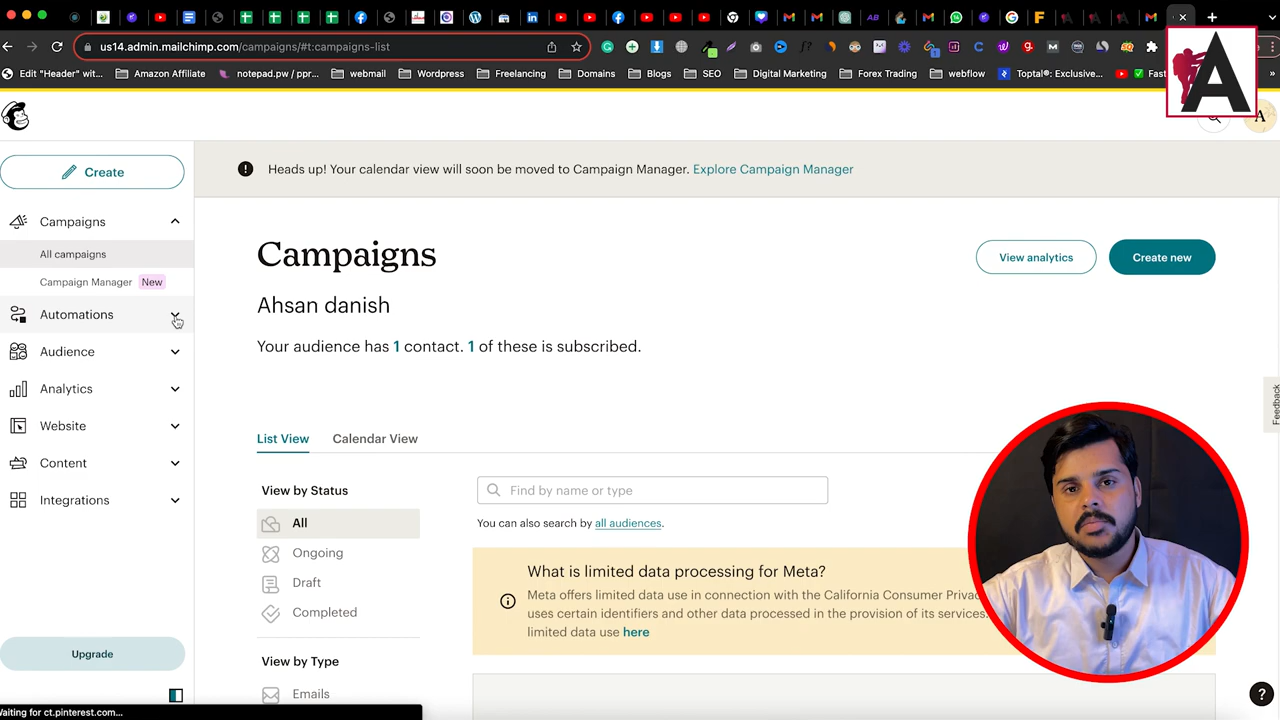 us14.admin.mailchimp.com/campaigns/#t:campaigns-list
Edit "Header" wit...
Amazon Affiliate
notepad.pw / ppr...
webmail
Wordpress
Freelancing
Domains
Blogs
SEO
Digital Marketing
Forex Trading
webflow
Toptal®: Exclusive...
Fast
»
A
A
Create
Heads up! Your calendar view will soon be moved to Campaign Manager. Explore Campaign Manager
Campaigns
All campaigns
Campaign Manager New
Automations
Audience
Analytics
Website
Content
Integrations
Upgrade
Waiting for ct.pinterest.com...
Campaigns
View analytics
Create new
Ahsan danish
Your audience has 1 contact. 1 of these is subscribed.
Feedback
List View
Calendar View
View by Status
All
Ongoing
Draft
Completed
View by Type
Emails
Find by name or type
You can also search by all audiences.
What is limited data processing for Meta?
Meta offers limited data use in connection with the California Consumer Privac
uses certain identifiers and other data processed in the provision of its services.
limited data use here
?